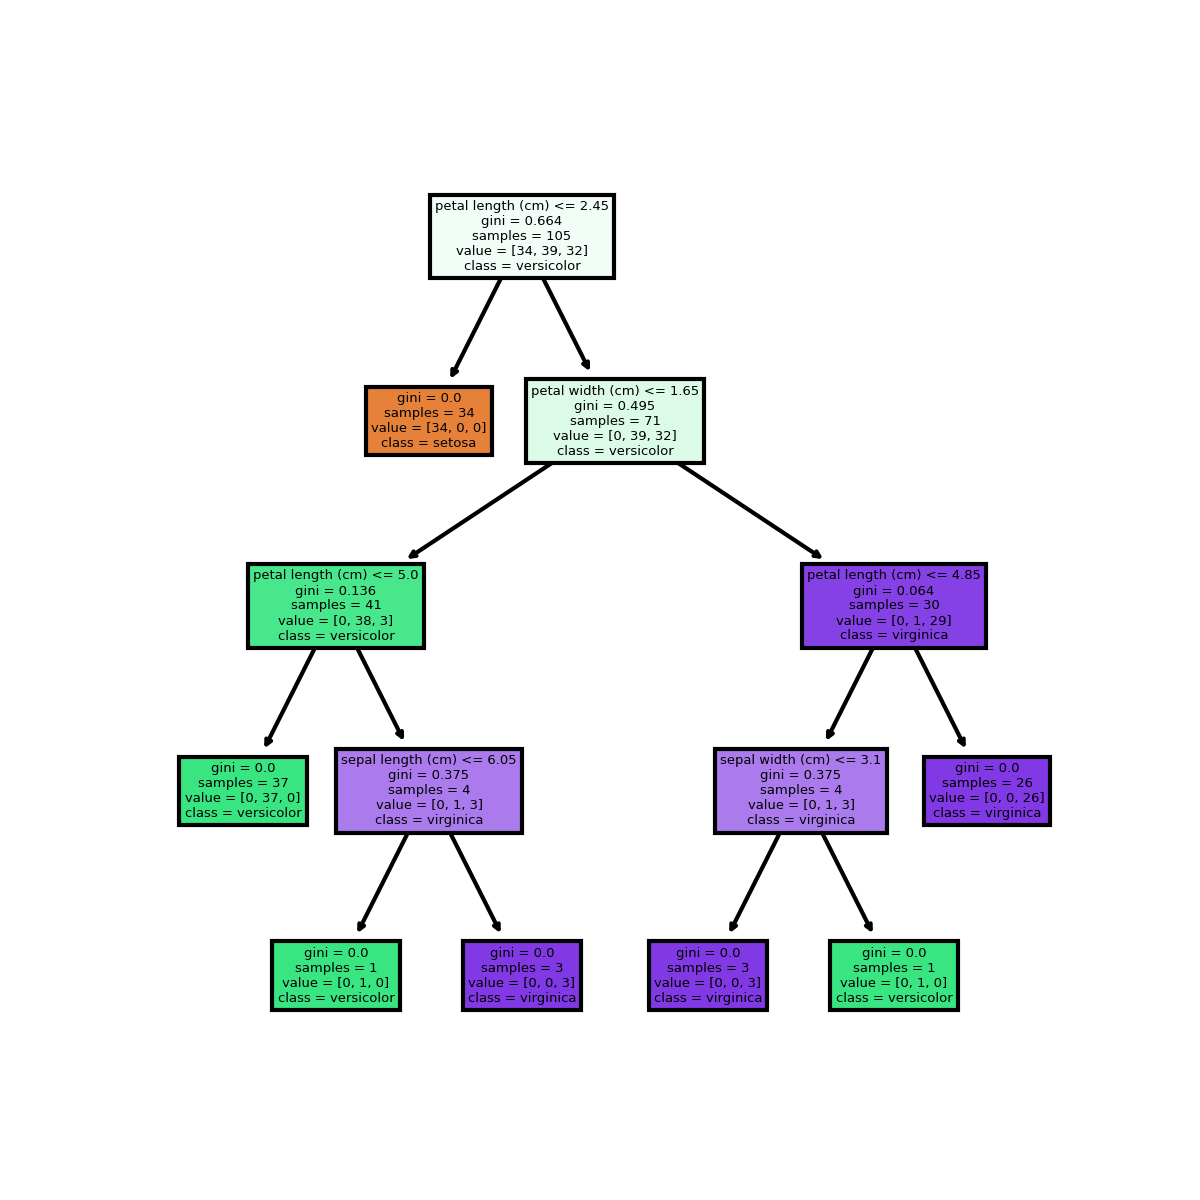 petal length (cm) <= 2.45
gini = 0.664
samples = 105
value = [34, 39, 32]
class = versicolor
gini = 0.0
samples = 34
value = [34, 0, 0]
class = setosa
petal width (cm) <= 1.65
gini = 0.495
samples = 71
value = [0, 39, 32]
class = versicolor
petal length (cm) <= 5.0
gini = 0.136
samples = 41
value = [0, 38, 3]
class = versicolor
petal length (cm) <= 4.85
gini = 0.064
samples = 30
value = [0, 1, 29]
class = virginica
gini = 0.0
samples = 37
value = [0, 37, 0]
class = versicolor
sepal length (cm) <= 6.05
gini = 0.375
samples = 4
value = [0, 1, 3]
class = virginica
sepal width (cm) <= 3.1
gini = 0.375
samples = 4
value = [0, 1, 3]
class = virginica
gini = 0.0
samples = 26
value = [0, 0, 26]
class = virginica
gini = 0.0
samples = 1
value = [0, 1, 0]
class = versicolor
gini = 0.0
samples = 3
value = [0, 0, 3]
class = virginica
gini = 0.0
samples = 3
value = [0, 0, 3]
class = virginica
gini = 0.0
samples = 1
value = [0, 1, 0]
class = versicolor